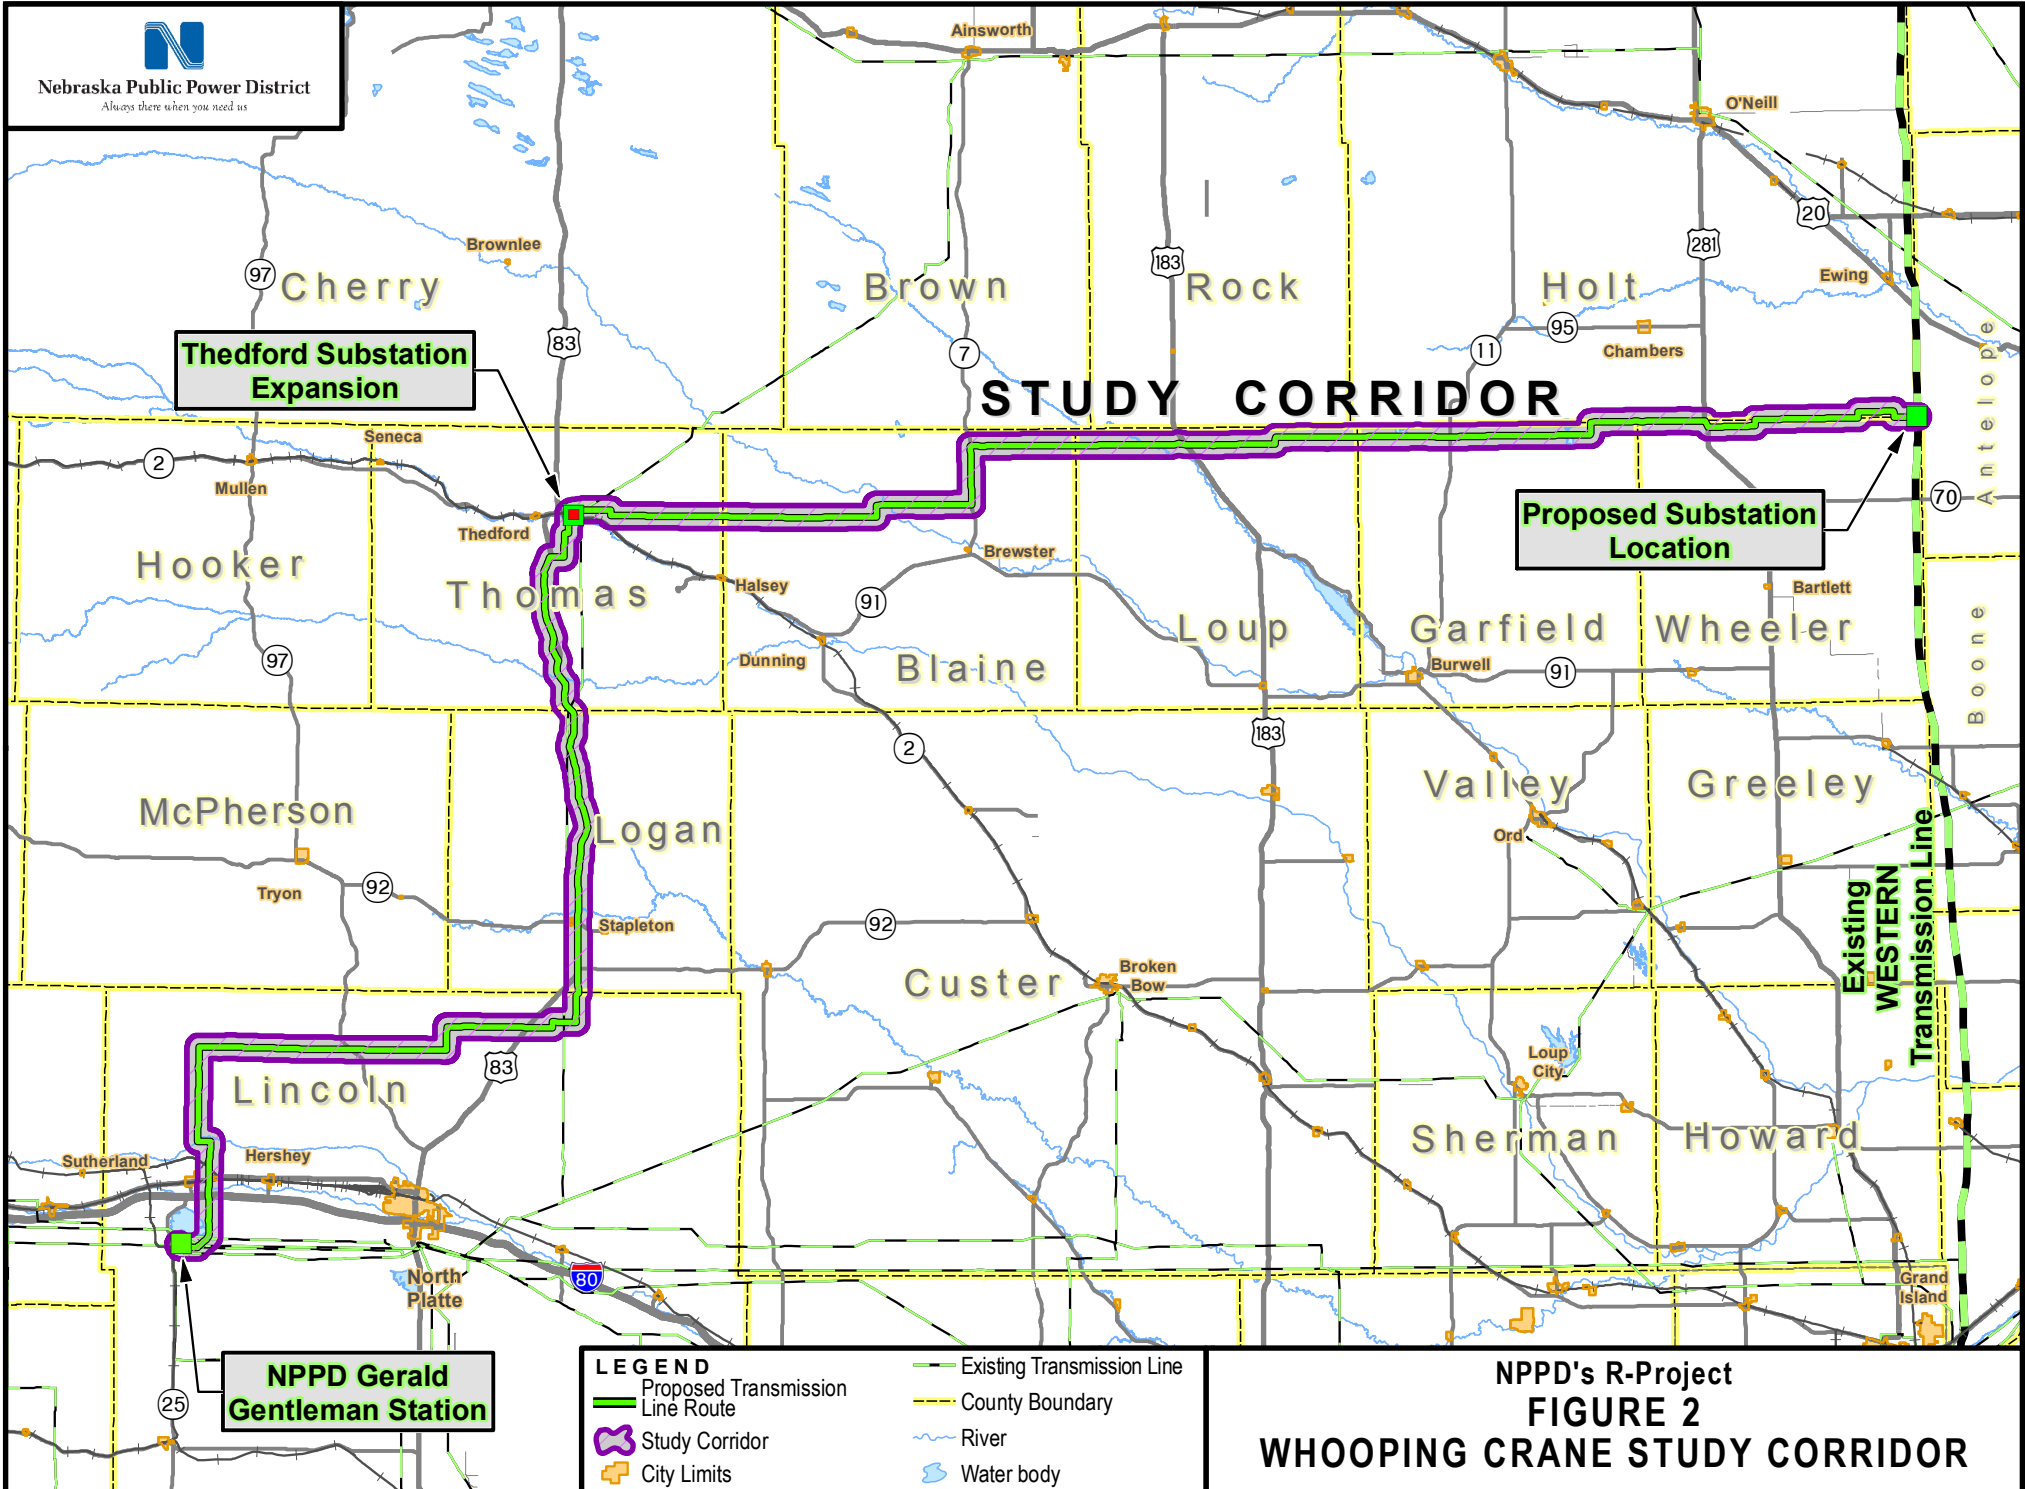 Nebraska Public Power District
Always there when you need us
Ainsworth
O'Neill
20
97
Cherry
Brownlee
83
Brown
7
183
Rock
Holt
281
Ewing
11
95
Chambers
Antelope
Thedford Substation
Expansion
STUDY CORRIDOR
2
Seneca
Mullen
Thedford
Hooker
Thomas
Halsey
91
Brewster
Dunning
Blaine
Loup
Garfield
Wheeler
Burwell
91
Bartlett
Proposed Substation
Location
70
Boone
97
2
183
McPherson
Logan
Valley
Greeley
Ord
Tryon
92
Stapleton
92
Custer
Broken
Bow
Existing
WESTERN
Transmission Line
83
Lincoln
Loup
City
Sherman
Howard
Sutherland
Hershey
North
Platte
80
Grand
Island
25
NPPD Gerald
Gentleman Station
LEGEND
Proposed Transmission
Line Route
Study Corridor
City Limits
Existing Transmission Line
County Boundary
River
Water body
NPPD's R-Project
FIGURE 2
WHOOPING CRANE STUDY CORRIDOR